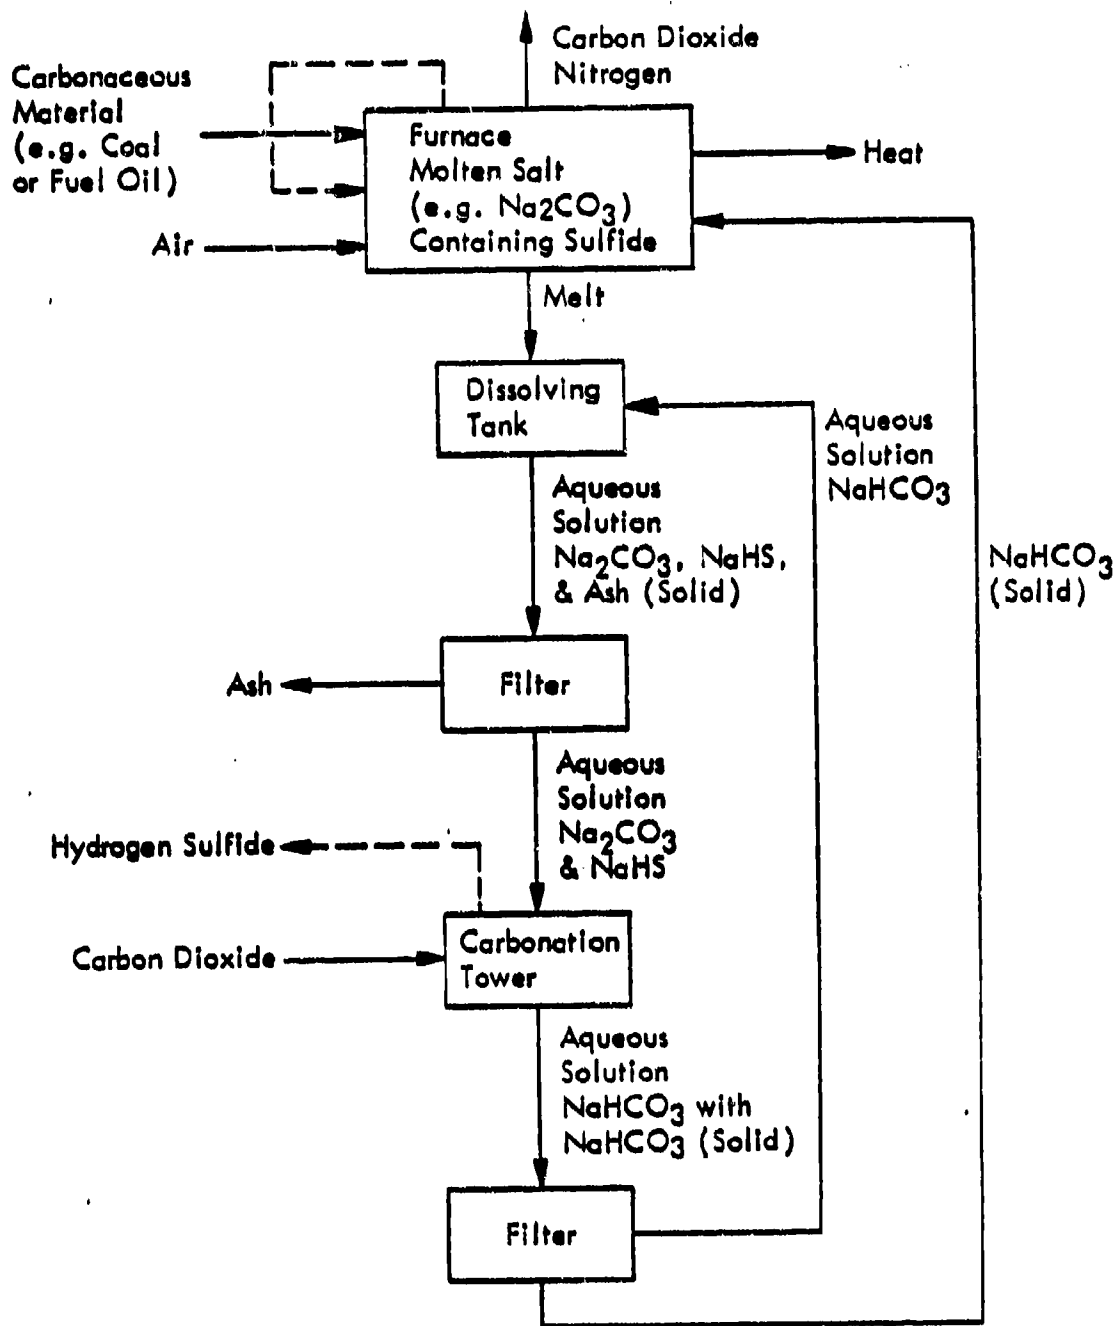 Carbon Dioxide
Nitrogen
Carbonaceous
Material
(e.g. Coal
or Fuel Oil)
Air
Furnace
Molten Salt
(e.g. Na2CO3)
Containing Sulfide
Heat
Melt
Dissolving
Tank
Aqueous
Solution
NaHCO3
Aqueous
Solution
Na2CO3, NaHS,
& Ash (Solid)
NaHCO3
(Solid)
Ash
Filter
Aqueous
Solution
Na2CO3
& NaHS
Hydrogen Sulfide
Carbon Dioxide
Carbonation
Tower
Aqueous
Solution
NaHCO3 with
NaHCO3 (Solid)
Filter